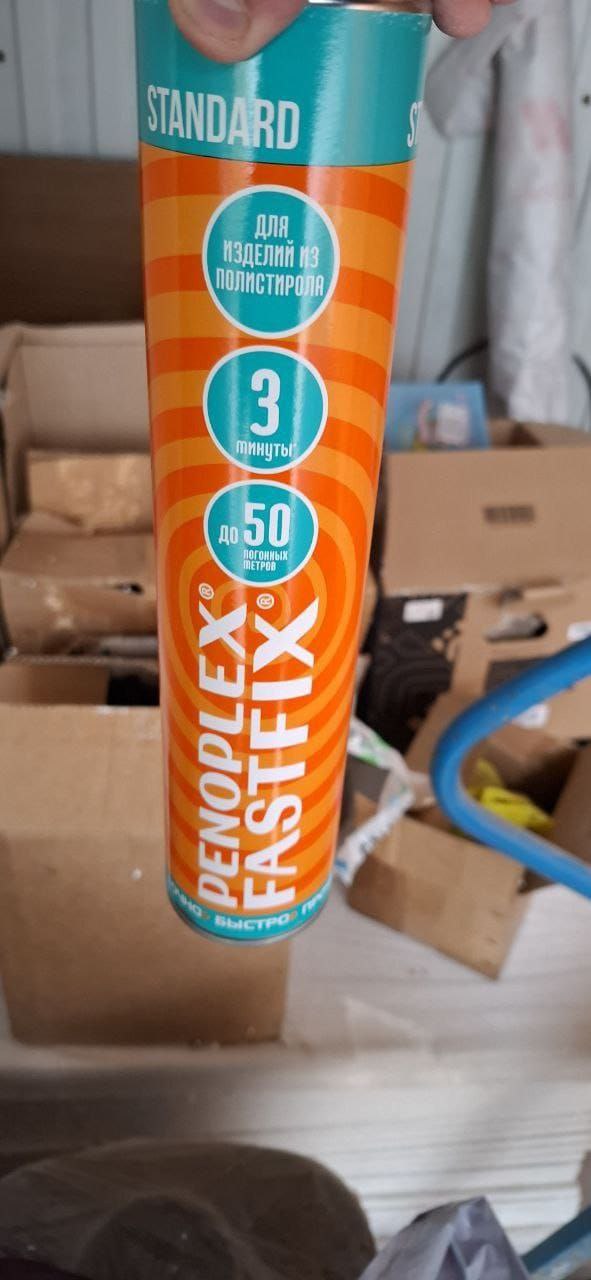 STANDARD
ДЛЯ
ИЗДЕЛИЙ ИЗ
ПОЛИСТИРОЛА
3
МИНУТЫ*
ДО 50
ПОГОННЫХ
МЕТРОВ
PENOPLEX®
FASTFIX®
БЫСТРО